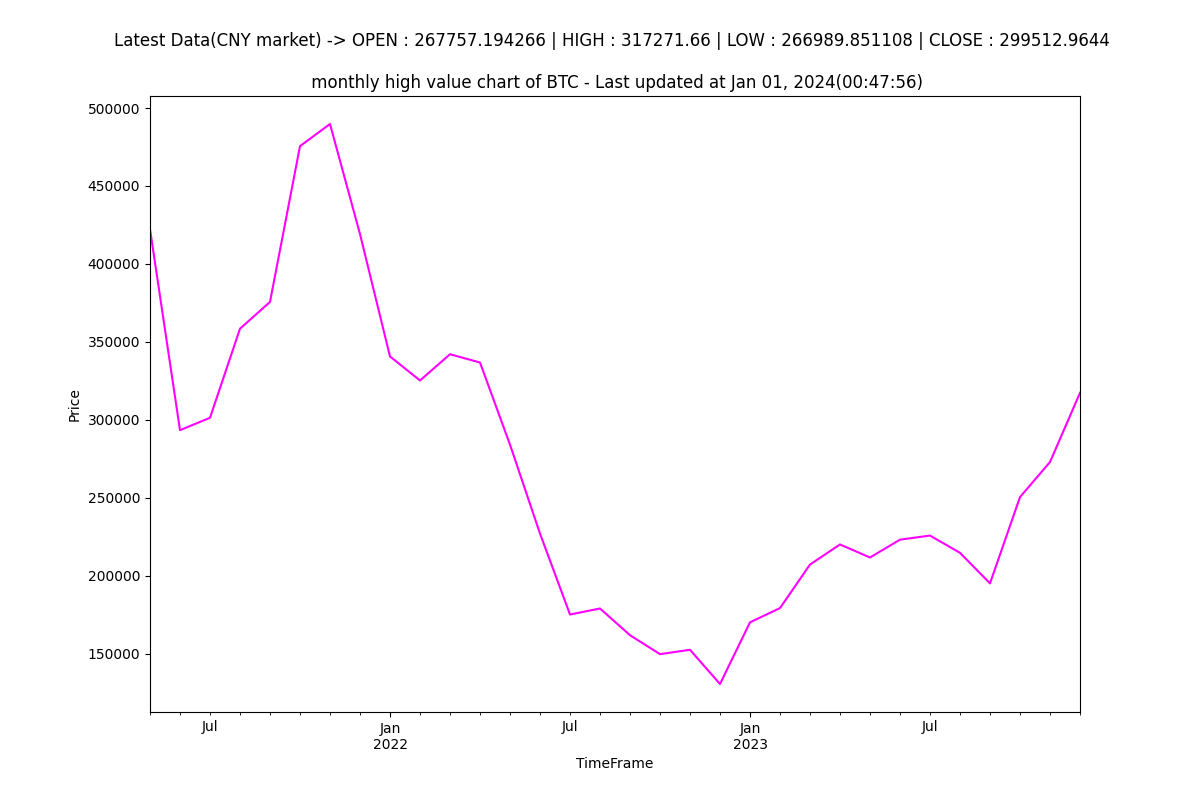 Latest Data(CNY market) -> OPEN : 267757.194266 | HIGH : 317271.66 | LOW : 266989.851108 | CLOSE : 299512.9644
monthly high value chart of BTC - Last updated at Jan 01, 2024(00:47:56)
500000
450000
400000
350000
300000
250000
200000
150000
Price
Jul
Jan
2022
Jul
Jan
2023
Jul
TimeFrame